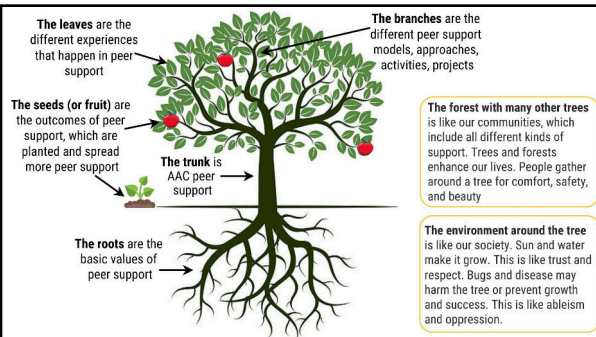 The leaves are the
different experiences
that happen in peer
support
The branches are the
different peer support
models, approaches,
activities, projects
The seeds (or fruit) are
the outcomes of peer
support, which are
planted and spread
more peer support
The trunk is
AAC peer
support
The roots are the
basic values of
peer support
The forest with many other trees
is like our communities, which
include all different kinds of
support. Trees and forests
enhance our lives. People gather
around a tree for comfort, safety,
and beauty
The environment around the tree
is like our society. Sun and water
make it grow. This is like trust and
respect. Bugs and disease may
harm the tree or prevent growth
and success. This is like ableism
and oppression.